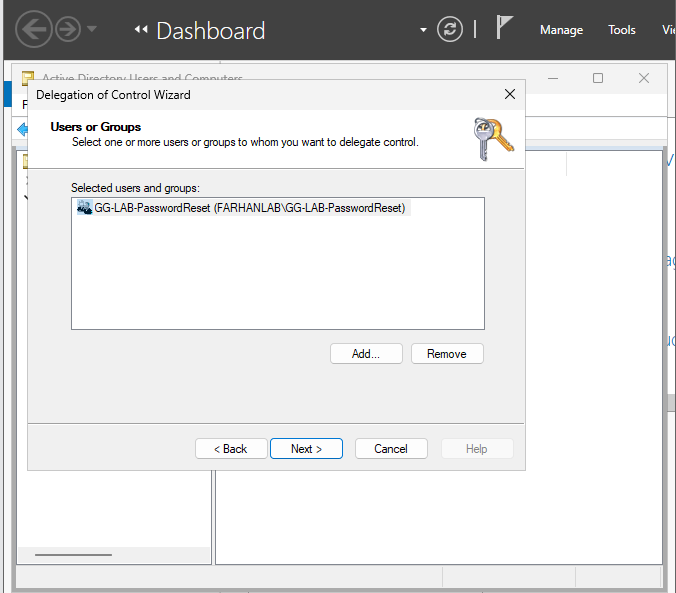 Dashboard
Manage Tools
Active Directory Users and Computers
Delegation of Control Wizard
Users or Groups
Select one or more users or groups to whom you want to delegate control.
Selected users and groups:
GG-LAB-PasswordReset (FARHANLAB\GG-LAB-PasswordReset)
Add... Remove
< Back Next > Cancel Help